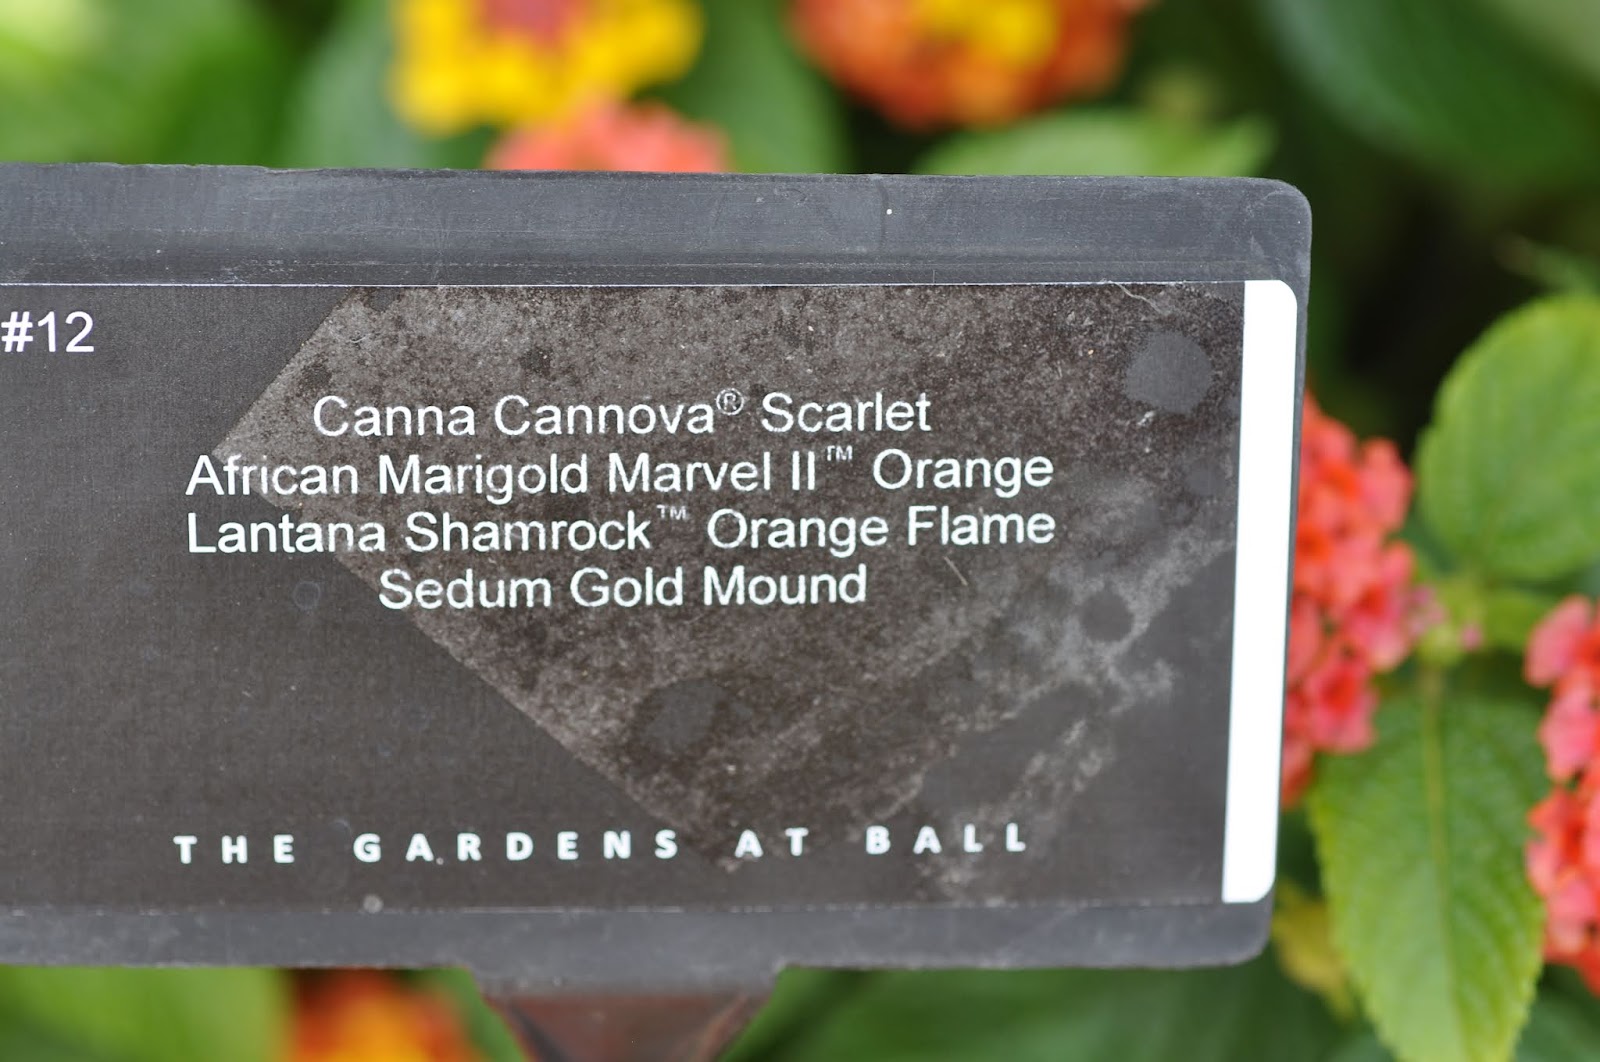 #12
Canna Cannova® Scarlet
African Marigold Marvel II™ Orange
Lantana Shamrock™ Orange Flame
Sedum Gold Mound
THE GARDENS AT BALL